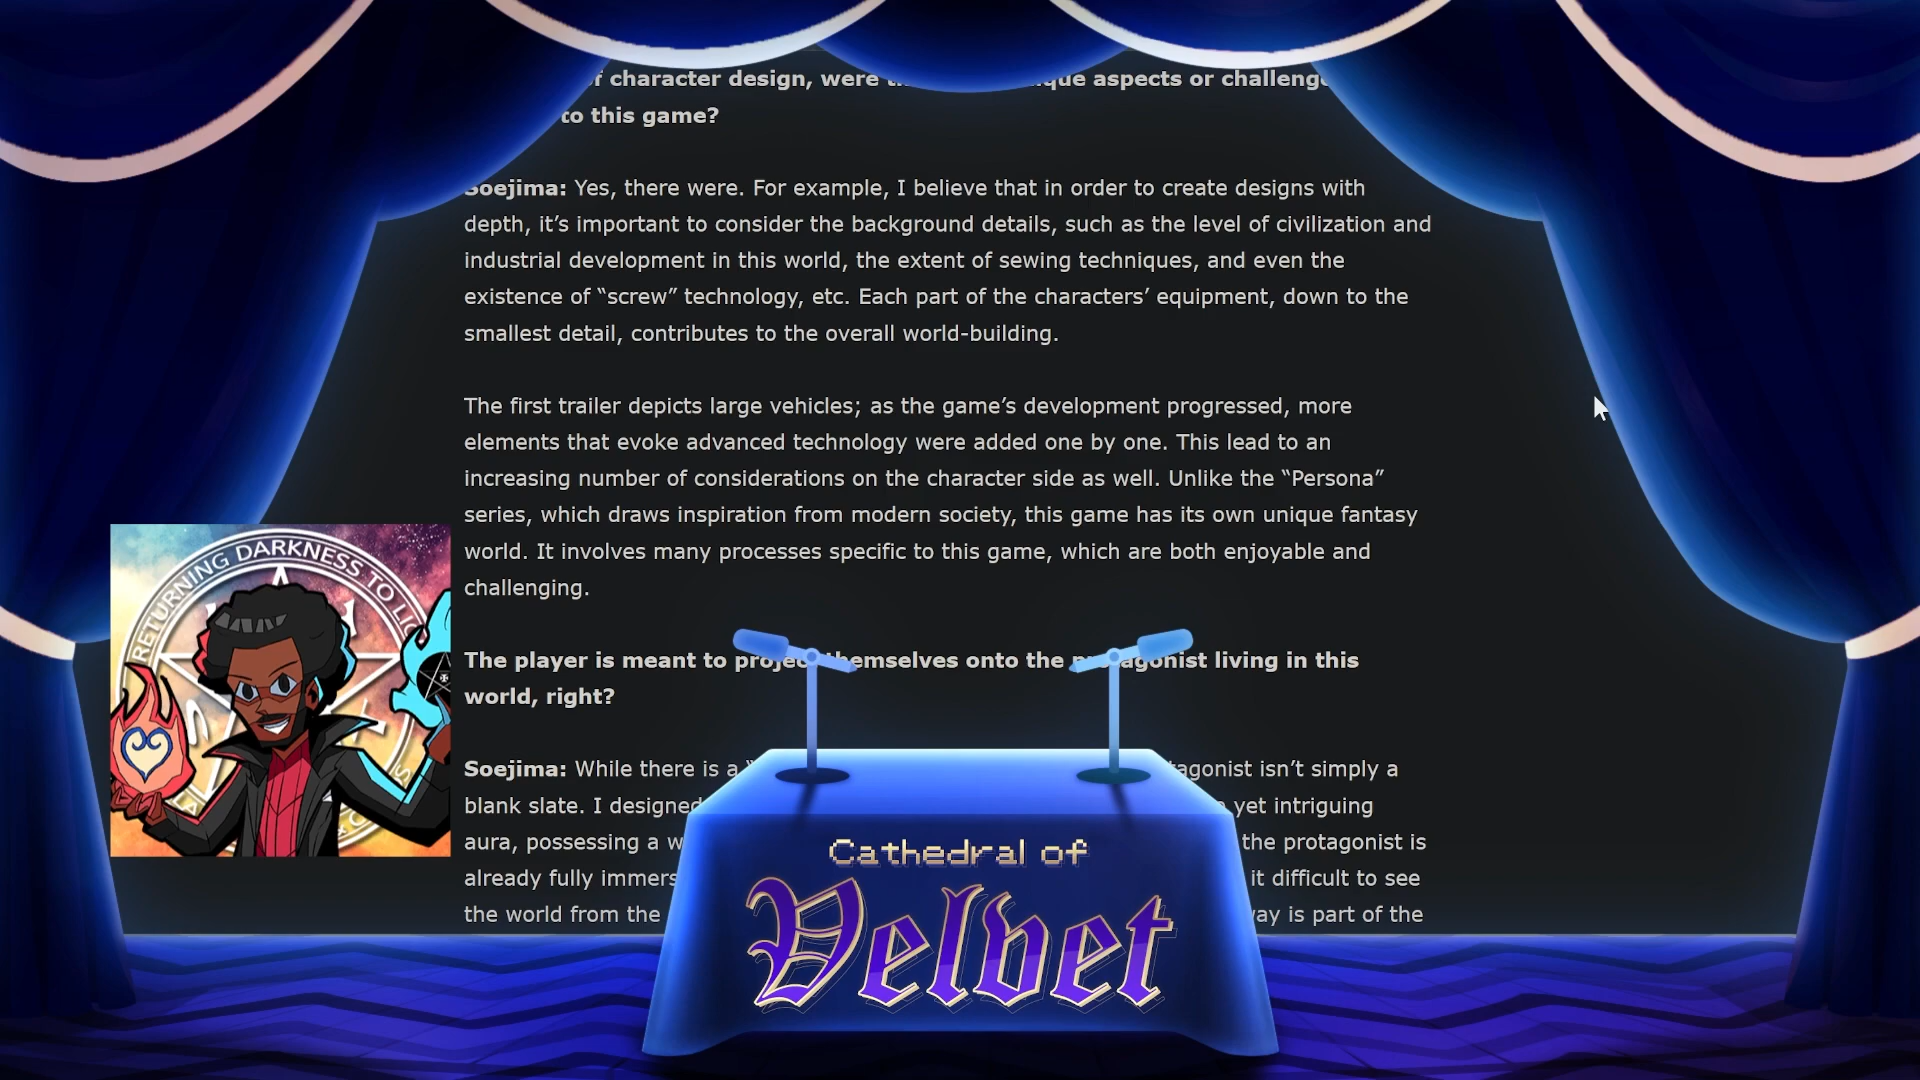 character design, were que aspects or challeng
to this game?
Soejima: Yes, there were. For example, I believe that in order to create designs with
depth, it’s important to consider the background details, such as the level of civilization and
industrial development in this world, the extent of sewing techniques, and even the
existence of “screw” technology, etc. Each part of the characters’ equipment, down to the
smallest detail, contributes to the overall world-building.
The first trailer depicts large vehicles; as the game’s development progressed, more
elements that evoke advanced technology were added one by one. This lead to an
increasing number of considerations on the character side as well. Unlike the “Persona”
series, which draws inspiration from modern society, this game has its own unique fantasy
world. It involves many processes specific to this game, which are both enjoyable and
challenging.
RETURNING DARKNESS TO LIG
The player is meant to project themselves onto the protagonist living in this
world, right?
Soejima: While there is a tagonist isn’t simply a
blank slate. I designed yet intriguing
aura, possessing a w the protagonist is
already fully immers it difficult to see
the world from the way is part of the
Cathedral of
Velvet